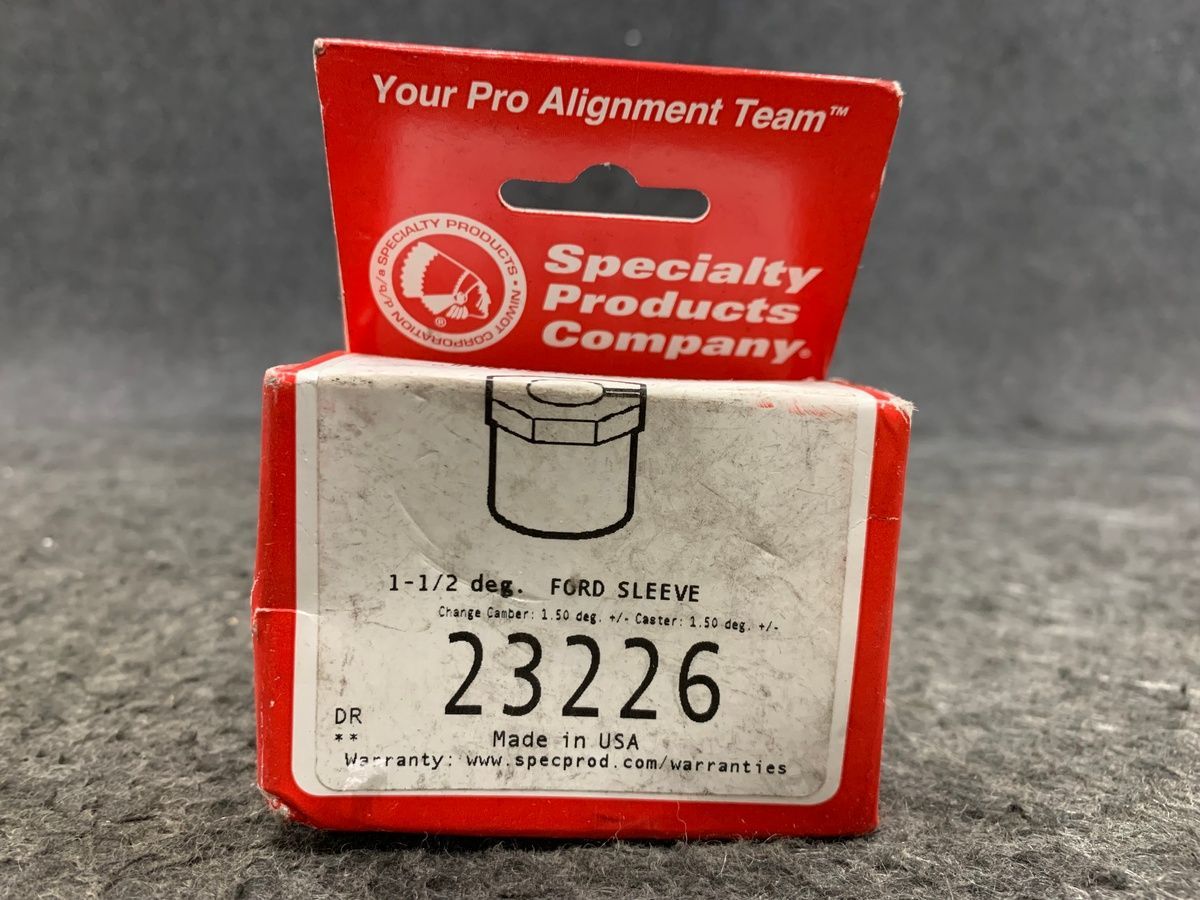 Your Pro Alignment Team™
NIWOT CORPORATION d/b/a SPECIALTY PRODUCTS •
®
Specialty
Products
Company®
1-1/2 deg. FORD SLEEVE
Change Camber: 1.50 deg. +/- Caster: 1.50 deg. +/-
23226
DR
**
Made in USA
Warranty: www.specprod.com/warranties